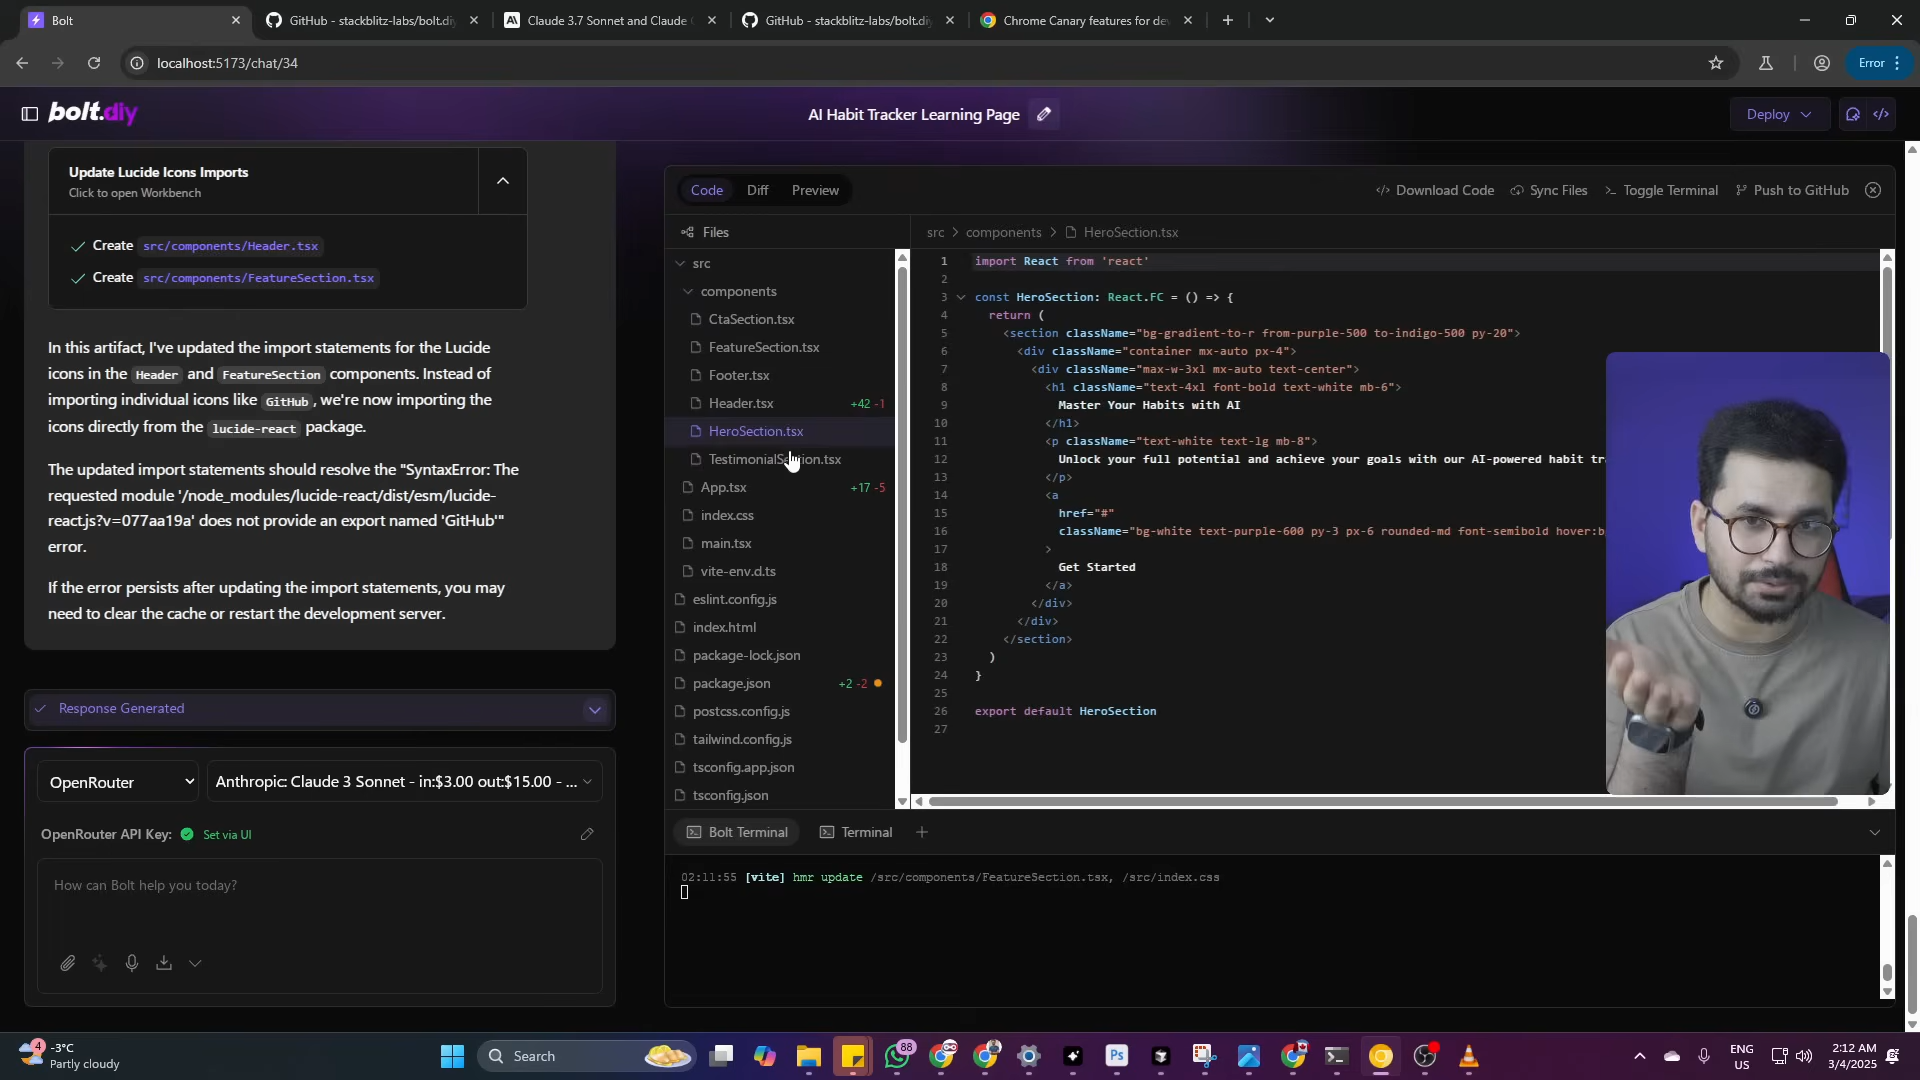 Bolt
GitHub - stackblitz-labs/bolt.diy
Claude 3.7 Sonnet and Claude
GitHub - stackblitz-labs/bolt.di
Chrome Canary features for de
localhost:5173/chat/34
Error
bolt.diy
AI Habit Tracker Learning Page
Deploy
Update Lucide Icons Imports
Click to open Workbench
Create src/components/Header.tsx
Create src/components/FeatureSection.tsx
In this artifact, I've updated the import statements for the Lucide
icons in the Header and FeatureSection components. Instead of
importing individual icons like GitHub, we're now importing the
icons directly from the lucide-react package.
The updated import statements should resolve the "SyntaxError: The
requested module '/node_modules/lucide-react/dist/esm/lucide-
react.js?v=077aa19a' does not provide an export named 'GitHub'"
error.
If the error persists after updating the import statements, you may
need to clear the cache or restart the development server.
Response Generated
OpenRouter
Anthropic: Claude 3 Sonnet - in:$3.00 out:$15.00 - ...
OpenRouter API Key: Set via UI
How can Bolt help you today?
Code Diff Preview
Download Code Sync Files Toggle Terminal Push to GitHub
Files
src
components
CtaSection.tsx
FeatureSection.tsx
Footer.tsx
Header.tsx +42 -1
HeroSection.tsx
TestimonialSection.tsx
App.tsx +17 -5
index.css
main.tsx
vite-env.d.ts
eslint.config.js
index.html
package-lock.json
package.json +2 -2
postcss.config.js
tailwind.config.js
tsconfig.app.json
tsconfig.json
src > components > HeroSection.tsx
1 import React from 'react'
2
3 const HeroSection: React.FC = () => {
4 return (
5 <section className="bg-gradient-to-r from-purple-500 to-indigo-500 py-20">
6 <div className="container mx-auto px-4">
7 <div className="max-w-3xl mx-auto text-center">
8 <h1 className="text-4xl font-bold text-white mb-6">
9 Master Your Habits with AI
10 </h1>
11 <p className="text-white text-lg mb-8">
12 Unlock your full potential and achieve your goals with our AI-powered habit tr
13 </p>
14 <a
15 href="#"
16 className="bg-white text-purple-600 py-3 px-6 rounded-md font-semibold hover:b
17 >
18 Get Started
19 </a>
20 </div>
21 </div>
22 </section>
23 )
24 }
25
26 export default HeroSection
27
Bolt Terminal Terminal
02:11:55 [vite] hmr update /src/components/FeatureSection.tsx, /src/index.css
4
-3°C
Partly cloudy
Search
88
Ps
ENG
US
2:12 AM
3/4/2025